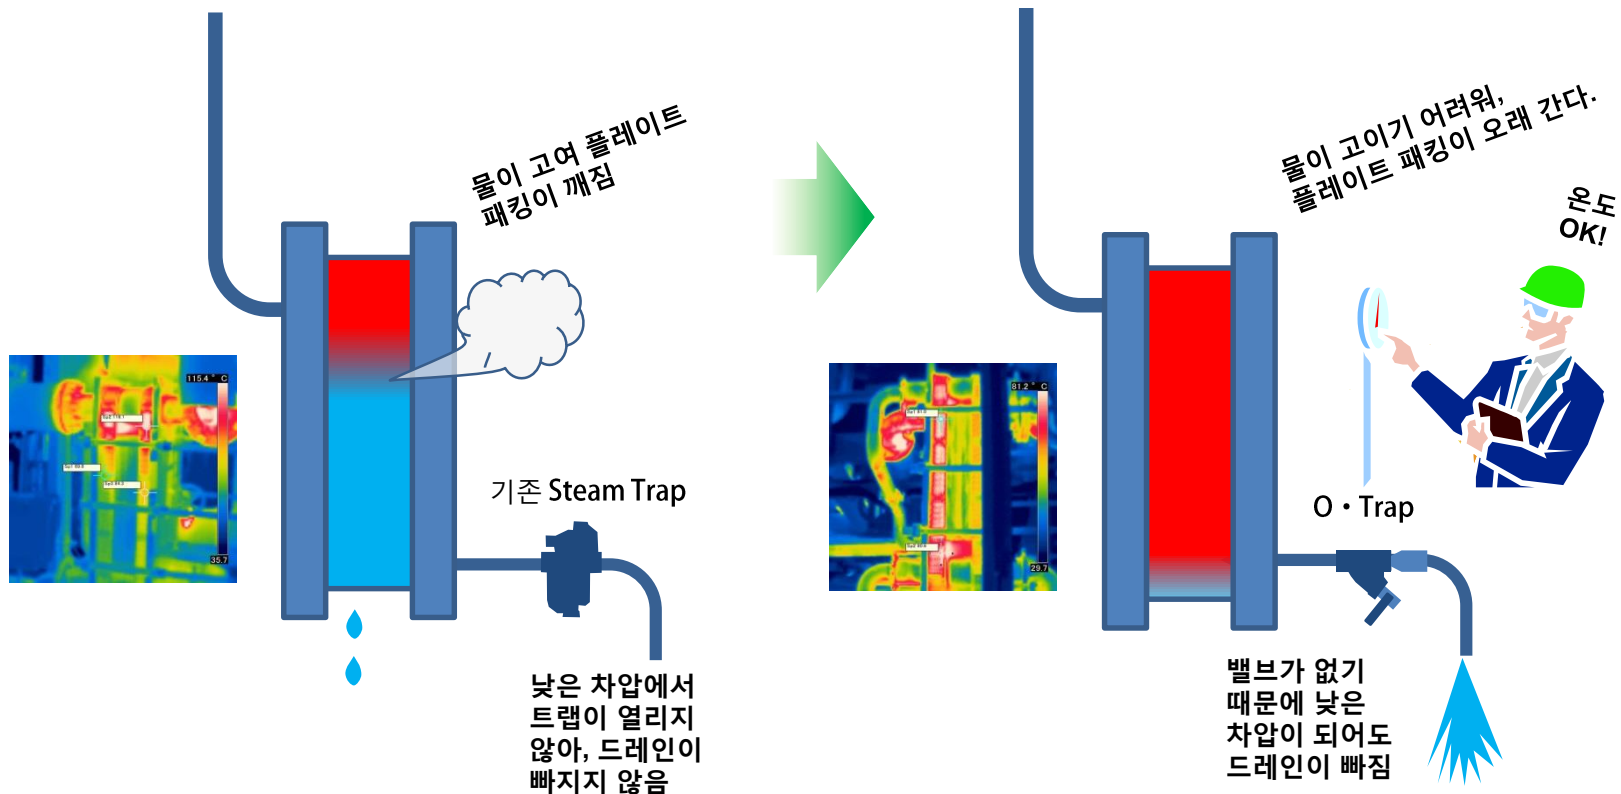 물이 고여 플레이트
패킹이 깨짐
115.4 ° C
35.7
기존 Steam Trap
낮은 차압에서
트랩이 열리지
않아, 드레인이
빠지지 않음
물이 고이기 어려워,
플레이트 패킹이 오래 간다.
온도
OK!
81.2 ° C
29.7
O・Trap
밸브가 없기
때문에 낮은
차압이 되어도
드레인이 빠짐